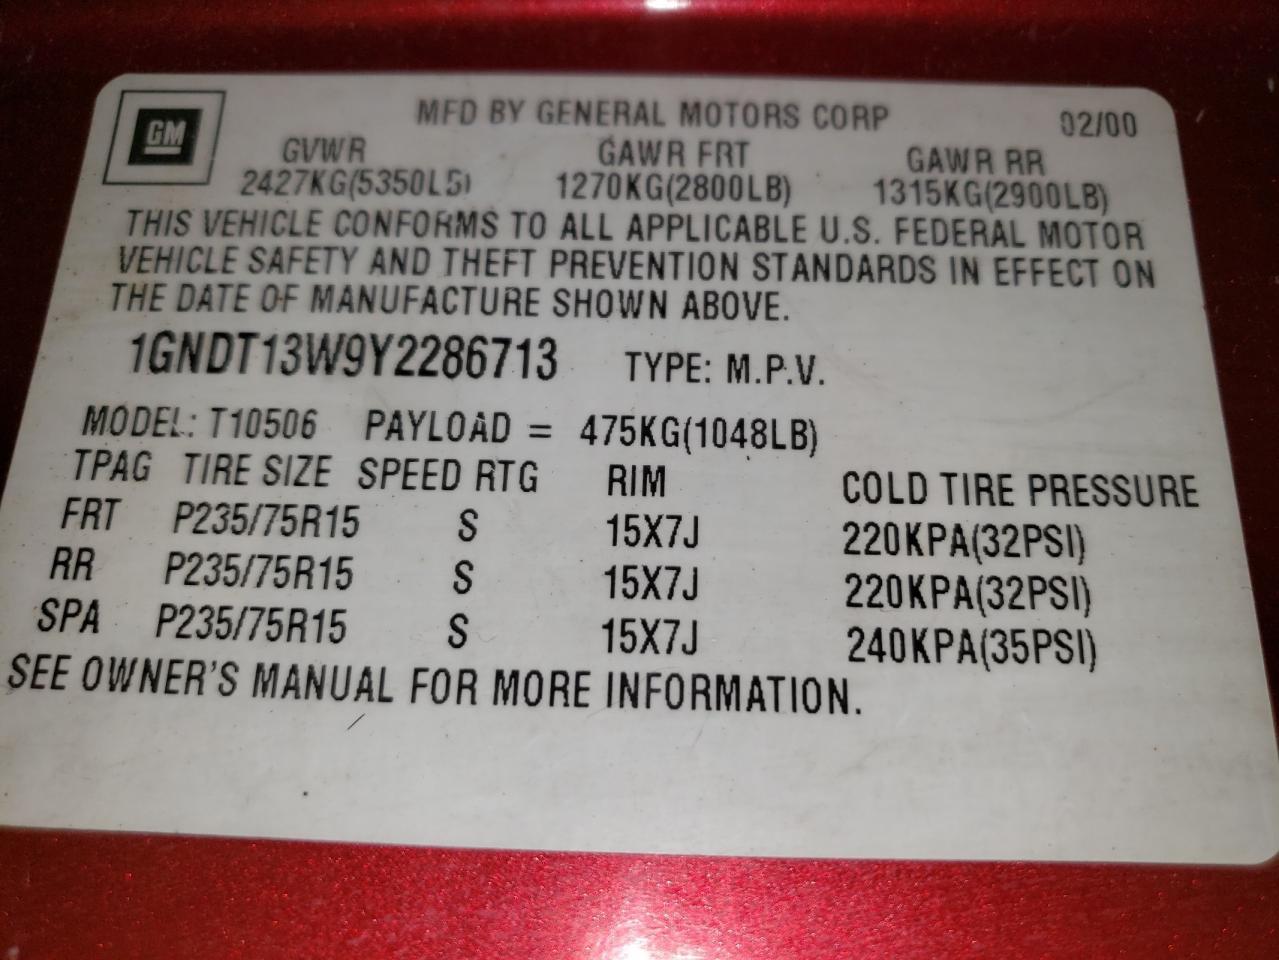 GM
MFD BY GENERAL MOTORS CORP 02/00
GVWR GAWR FRT GAWR RR
2427KG(5350LB) 1270KG(2800LB) 1315KG(2900LB)
THIS VEHICLE CONFORMS TO ALL APPLICABLE U.S. FEDERAL MOTOR
VEHICLE SAFETY AND THEFT PREVENTION STANDARDS IN EFFECT ON
THE DATE OF MANUFACTURE SHOWN ABOVE.
1GNDT13W9Y2286713 TYPE: M.P.V.
MODEL: T10506 PAYLOAD = 475KG(1048LB)
TPAG TIRE SIZE SPEED RTG RIM COLD TIRE PRESSURE
FRT P235/75R15 S 15X7J 220KPA(32PSI)
RR P235/75R15 S 15X7J 220KPA(32PSI)
SPA P235/75R15 S 15X7J 240KPA(35PSI)
SEE OWNER'S MANUAL FOR MORE INFORMATION.